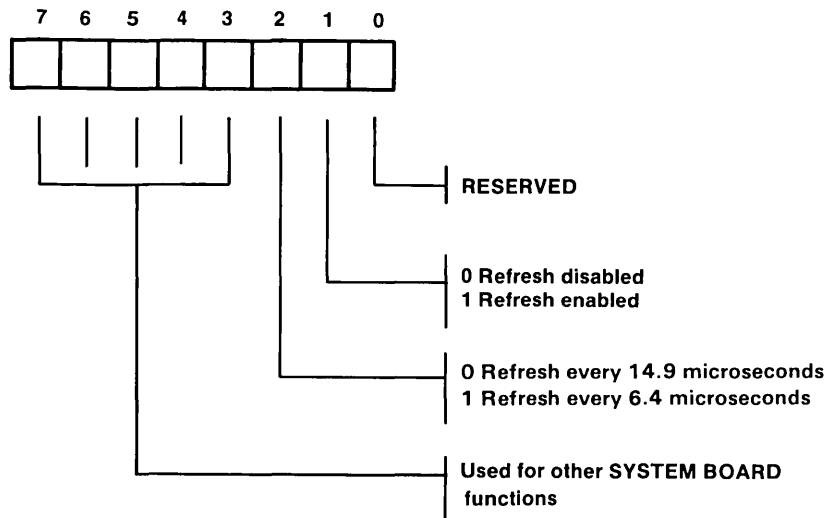 7 6 5 4 3 2 1 0
RESERVED
0 Refresh disabled
1 Refresh enabled
0 Refresh every 14.9 microseconds
1 Refresh every 6.4 microseconds
Used for other SYSTEM BOARD
functions